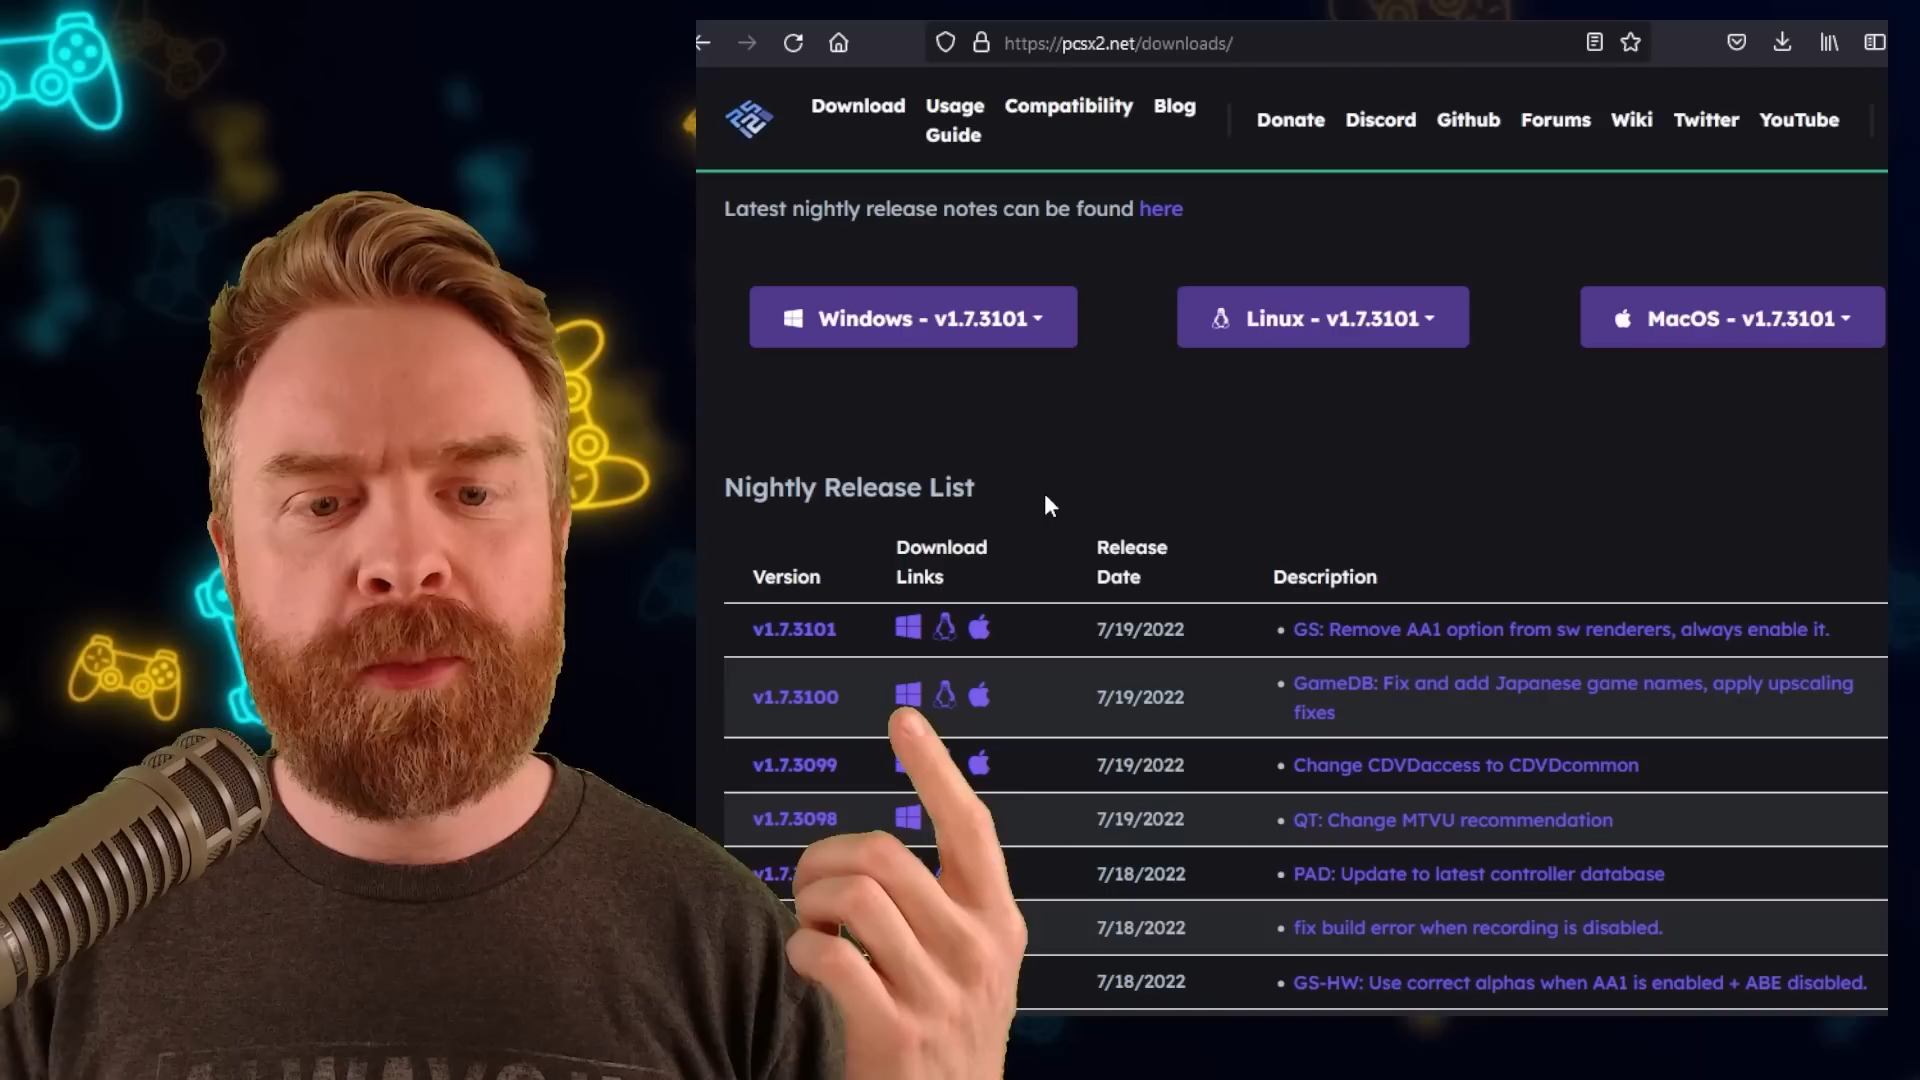 https://pcsx2.net/downloads/
Download Usage Guide Compatibility Blog Donate Discord Github Forums Wiki Twitter YouTube
Latest nightly release notes can be found here
Windows - v1.7.3101 Linux - v1.7.3101 MacOS - v1.7.3101
Nightly Release List
Version Download Links Release Date Description
v1.7.3101 7/19/2022 GS: Remove AA1 option from sw renderers, always enable it.
v1.7.3100 7/19/2022 GameDB: Fix and add Japanese game names, apply upscaling
fixes
v1.7.3099 7/19/2022 Change CDVDaccess to CDVDcommon
v1.7.3098 7/19/2022 QT: Change MTVU recommendation
7/18/2022 PAD: Update to latest controller database
7/18/2022 fix build error when recording is disabled.
7/18/2022 GS-HW: Use correct alphas when AA1 is enabled + ABE disabled.